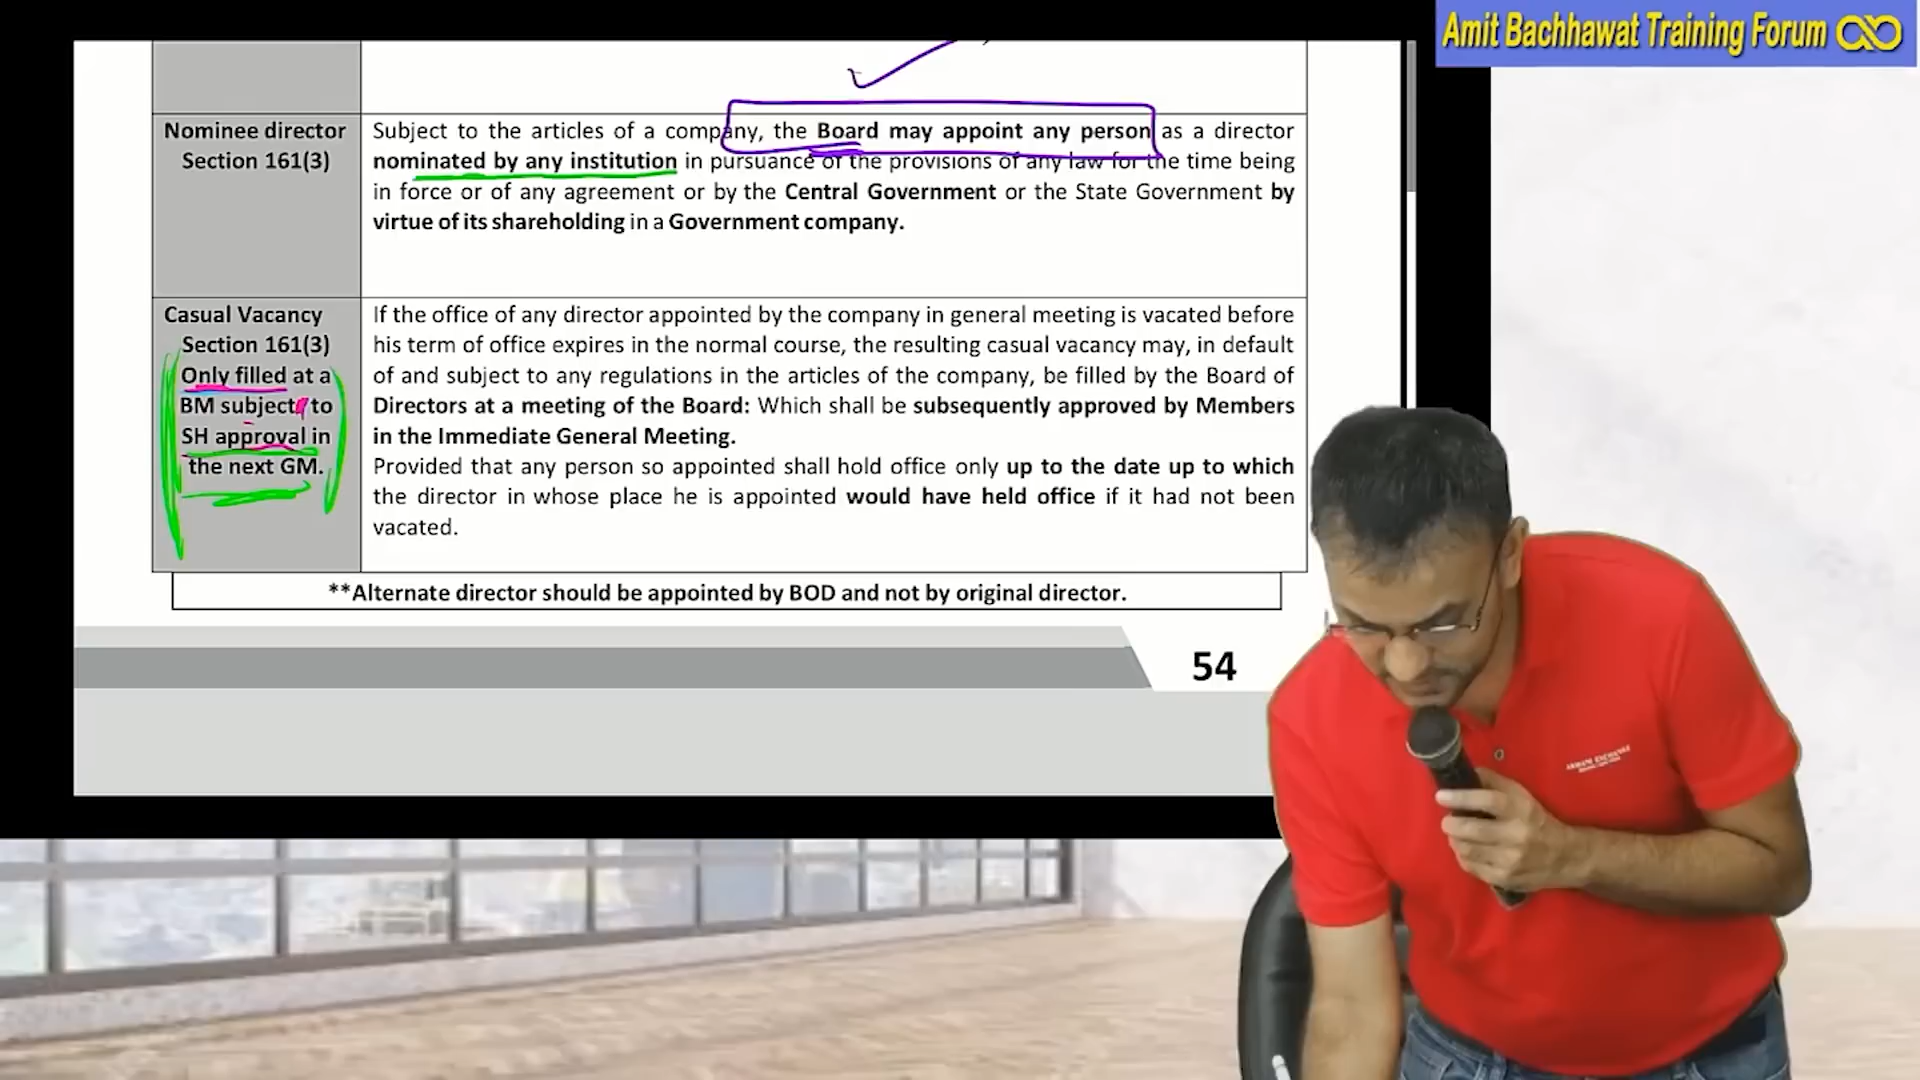 Amit Bachhawat Training Forum
Nominee director
Section 161(3)
Subject to the articles of a company, the Board may appoint any person as a director
nominated by any institution in pursuance of the provisions of any law for the time being
in force or of any agreement or by the Central Government or the State Government by
virtue of its shareholding in a Government company.
Casual Vacancy
Section 161(3)
Only filled at a
BM subject to
SH approval in
the next GM.
If the office of any director appointed by the company in general meeting is vacated before
his term of office expires in the normal course, the resulting casual vacancy may, in default
of and subject to any regulations in the articles of the company, be filled by the Board of
Directors at a meeting of the Board: Which shall be subsequently approved by Members
in the Immediate General Meeting.
Provided that any person so appointed shall hold office only up to the date up to which
the director in whose place he is appointed would have held office if it had not been
vacated.
**Alternate director should be appointed by BOD and not by original director.
54